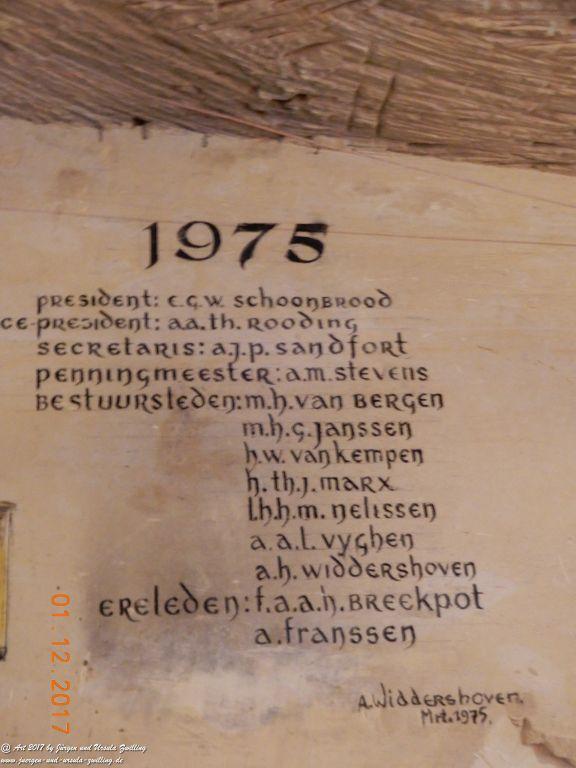 1975
president: e.g.w. schoonbrood
ce-president: a.a.th. rooding
secretaris: a.j.p. sandfort
penningmeester: a.m. stevens
bestuursleden: m.h. van bergen
m.h.g. janssen
h.w. van kempen
h.th.j. marx
l.h.h.m. nelissen
a.a.l. vyghen
a.h. widdershoven
ereleden: f.a.a.h. breekpot
a. franssen
A. Widdershoven.
Mrt. 1975.
01.12.2017
@ Art 2017 by Jürgen und Ursula Zwilling
www.juergen-und-ursula-zwilling.de